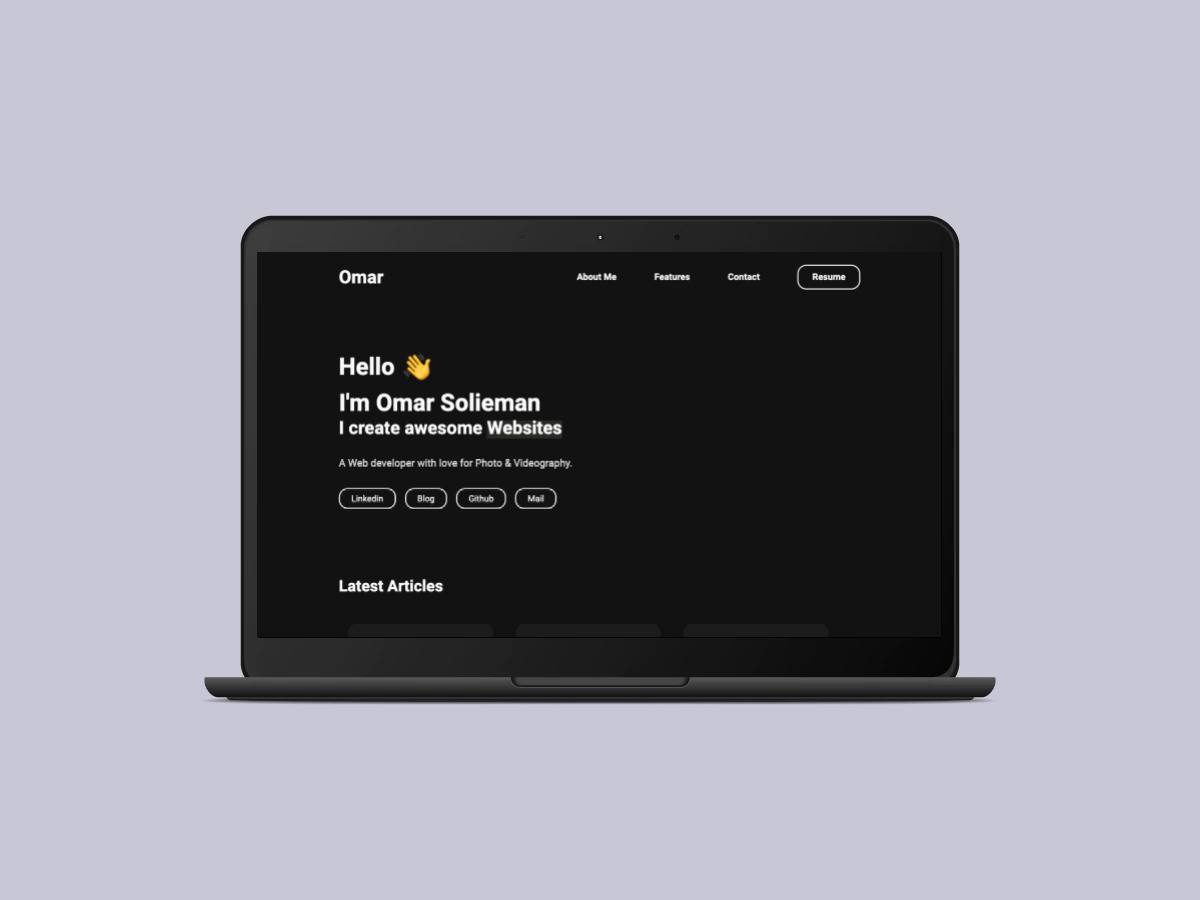 Omar About Me Features Contact Resume
Hello 👋
I'm Omar Solieman
I create awesome Websites
A Web developer with love for Photo & Videography.
Linkedin Blog Github Mail
Latest Articles